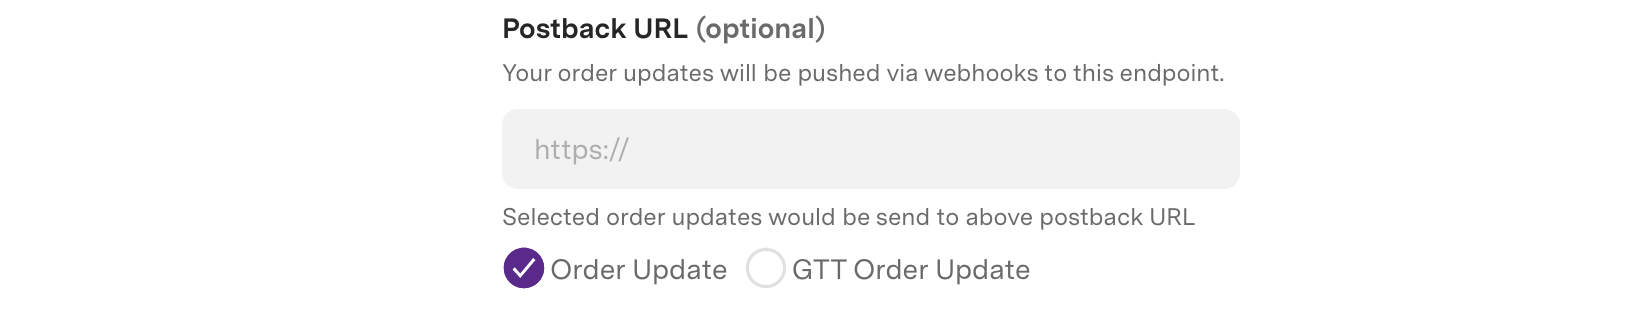 Postback URL (optional)
Your order updates will be pushed via webhooks to this endpoint.
https://
Selected order updates would be send to above postback URL
Order Update GTT Order Update